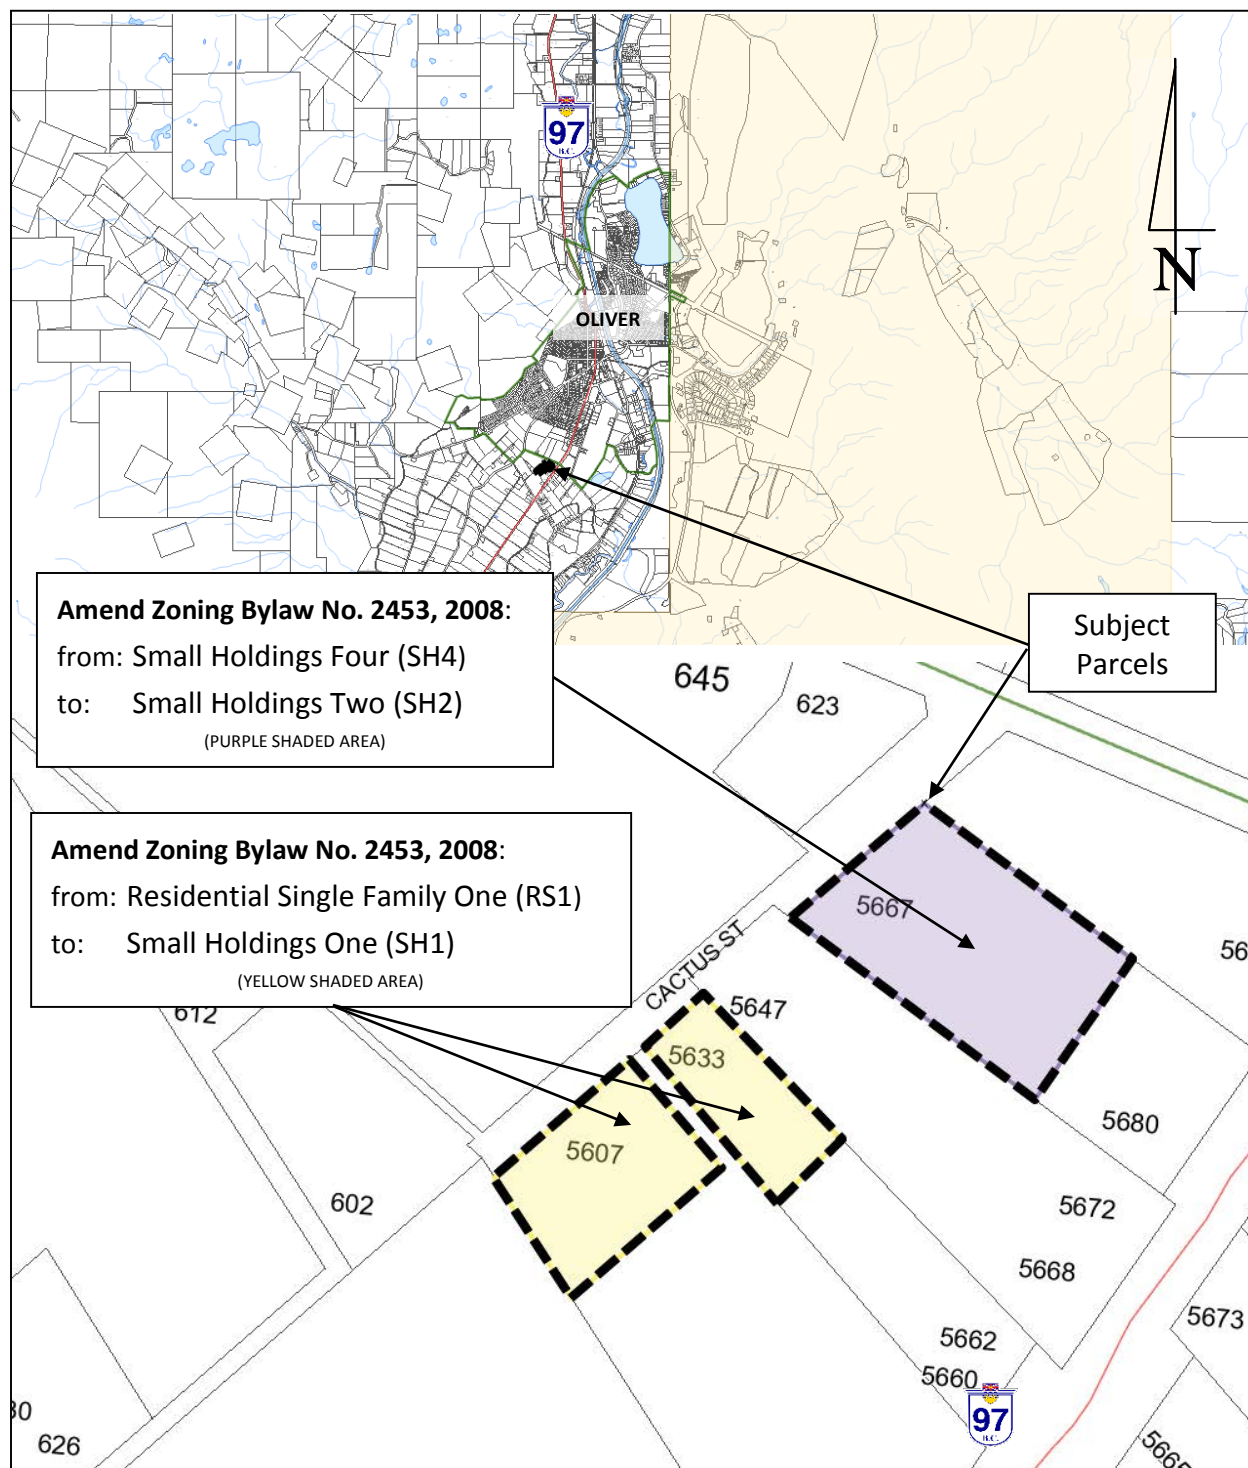 97
B.C.
N
OLIVER
Amend Zoning Bylaw No. 2453, 2008:
from: Small Holdings Four (SH4)
to: Small Holdings Two (SH2)
(PURPLE SHADED AREA)
Subject
Parcels
645
623
Amend Zoning Bylaw No. 2453, 2008:
from: Residential Single Family One (RS1)
to: Small Holdings One (SH1)
(YELLOW SHADED AREA)
5667
CACTUS ST
5647
612
5633
5607
5680
602
5672
5668
5673
5662
5660
97
B.C.
626